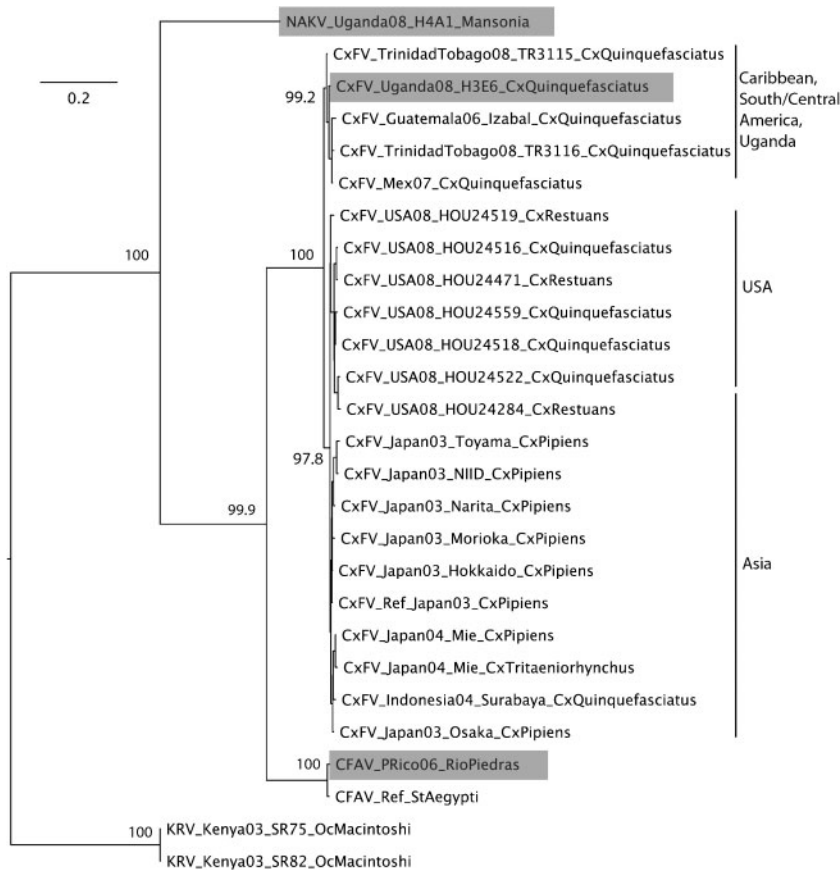 NAKV_Uganda08_H4A1_Mansonia
CxFV_TrinidadTobago08_TR3115_CxQuinquefasciatus
0.2
99.2
CxFV_Uganda08_H3E6_CxQuinquefasciatus
Caribbean,
South/Central
America,
Uganda
CxFV_Guatemala06_Izabal_CxQuinquefasciatus
CxFV_TrinidadTobago08_TR3116_CxQuinquefasciatus
CxFV_Mex07_CxQuinquefasciatus
CxFV_USA08_HOU24519_CxRestuans
100
100
CxFV_USA08_HOU24516_CxQuinquefasciatus
CxFV_USA08_HOU24471_CxRestuans
USA
CxFV_USA08_HOU24559_CxQuinquefasciatus
CxFV_USA08_HOU24518_CxQuinquefasciatus
CxFV_USA08_HOU24522_CxQuinquefasciatus
CxFV_USA08_HOU24284_CxRestuans
CxFV_Japan03_Toyama_CxPipiens
97.8
CxFV_Japan03_NIID_CxPipiens
CxFV_Japan03_Narita_CxPipiens
99.9
CxFV_Japan03_Morioka_CxPipiens
Asia
CxFV_Japan03_Hokkaido_CxPipiens
CxFV_Ref_Japan03_CxPipiens
CxFV_Japan04_Mie_CxPipiens
CxFV_Japan04_Mie_CxTritaeniorhynchus
CxFV_Indonesia04_Surabaya_CxQuinquefasciatus
CxFV_Japan03_Osaka_CxPipiens
100
CFAV_PRico06_RioPiedras
CFAV_Ref_StAegypti
100
KRV_Kenya03_SR75_OcMacintoshi
KRV_Kenya03_SR82_OcMacintoshi